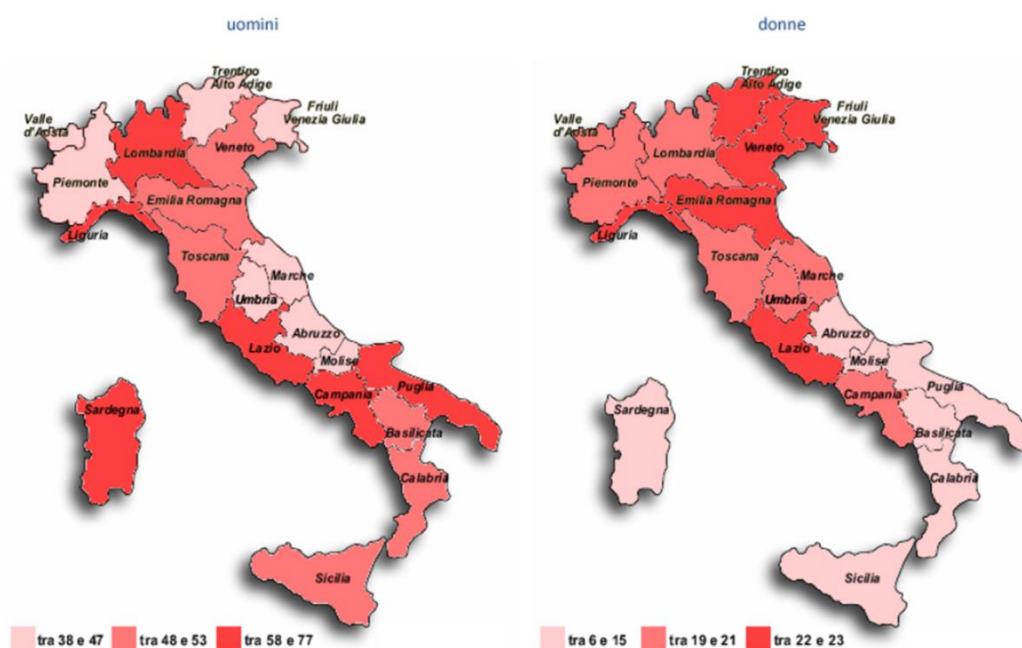 uomini
Trentino
Alto Adige
Friuli
Venezia Giulia
Valle
d'Aosta
Lombardia
Veneto
Piemonte
Emilia Romagna
Liguria
Toscana
Marche
Umbria
Abruzzo
Lazio
Molise
Campania
Puglia
Sardegna
Basilicata
Calabria
Sicilia
tra 38 e 47
tra 48 e 53
tra 58 e 77
donne
Trentino
Alto Adige
Friuli
Venezia Giulia
Valle
d'Aosta
Lombardia
Veneto
Piemonte
Emilia Romagna
Liguria
Toscana
Marche
Umbria
Abruzzo
Lazio
Molise
Campania
Puglia
Sardegna
Basilicata
Calabria
Sicilia
tra 6 e 15
tra 19 e 21
tra 22 e 23